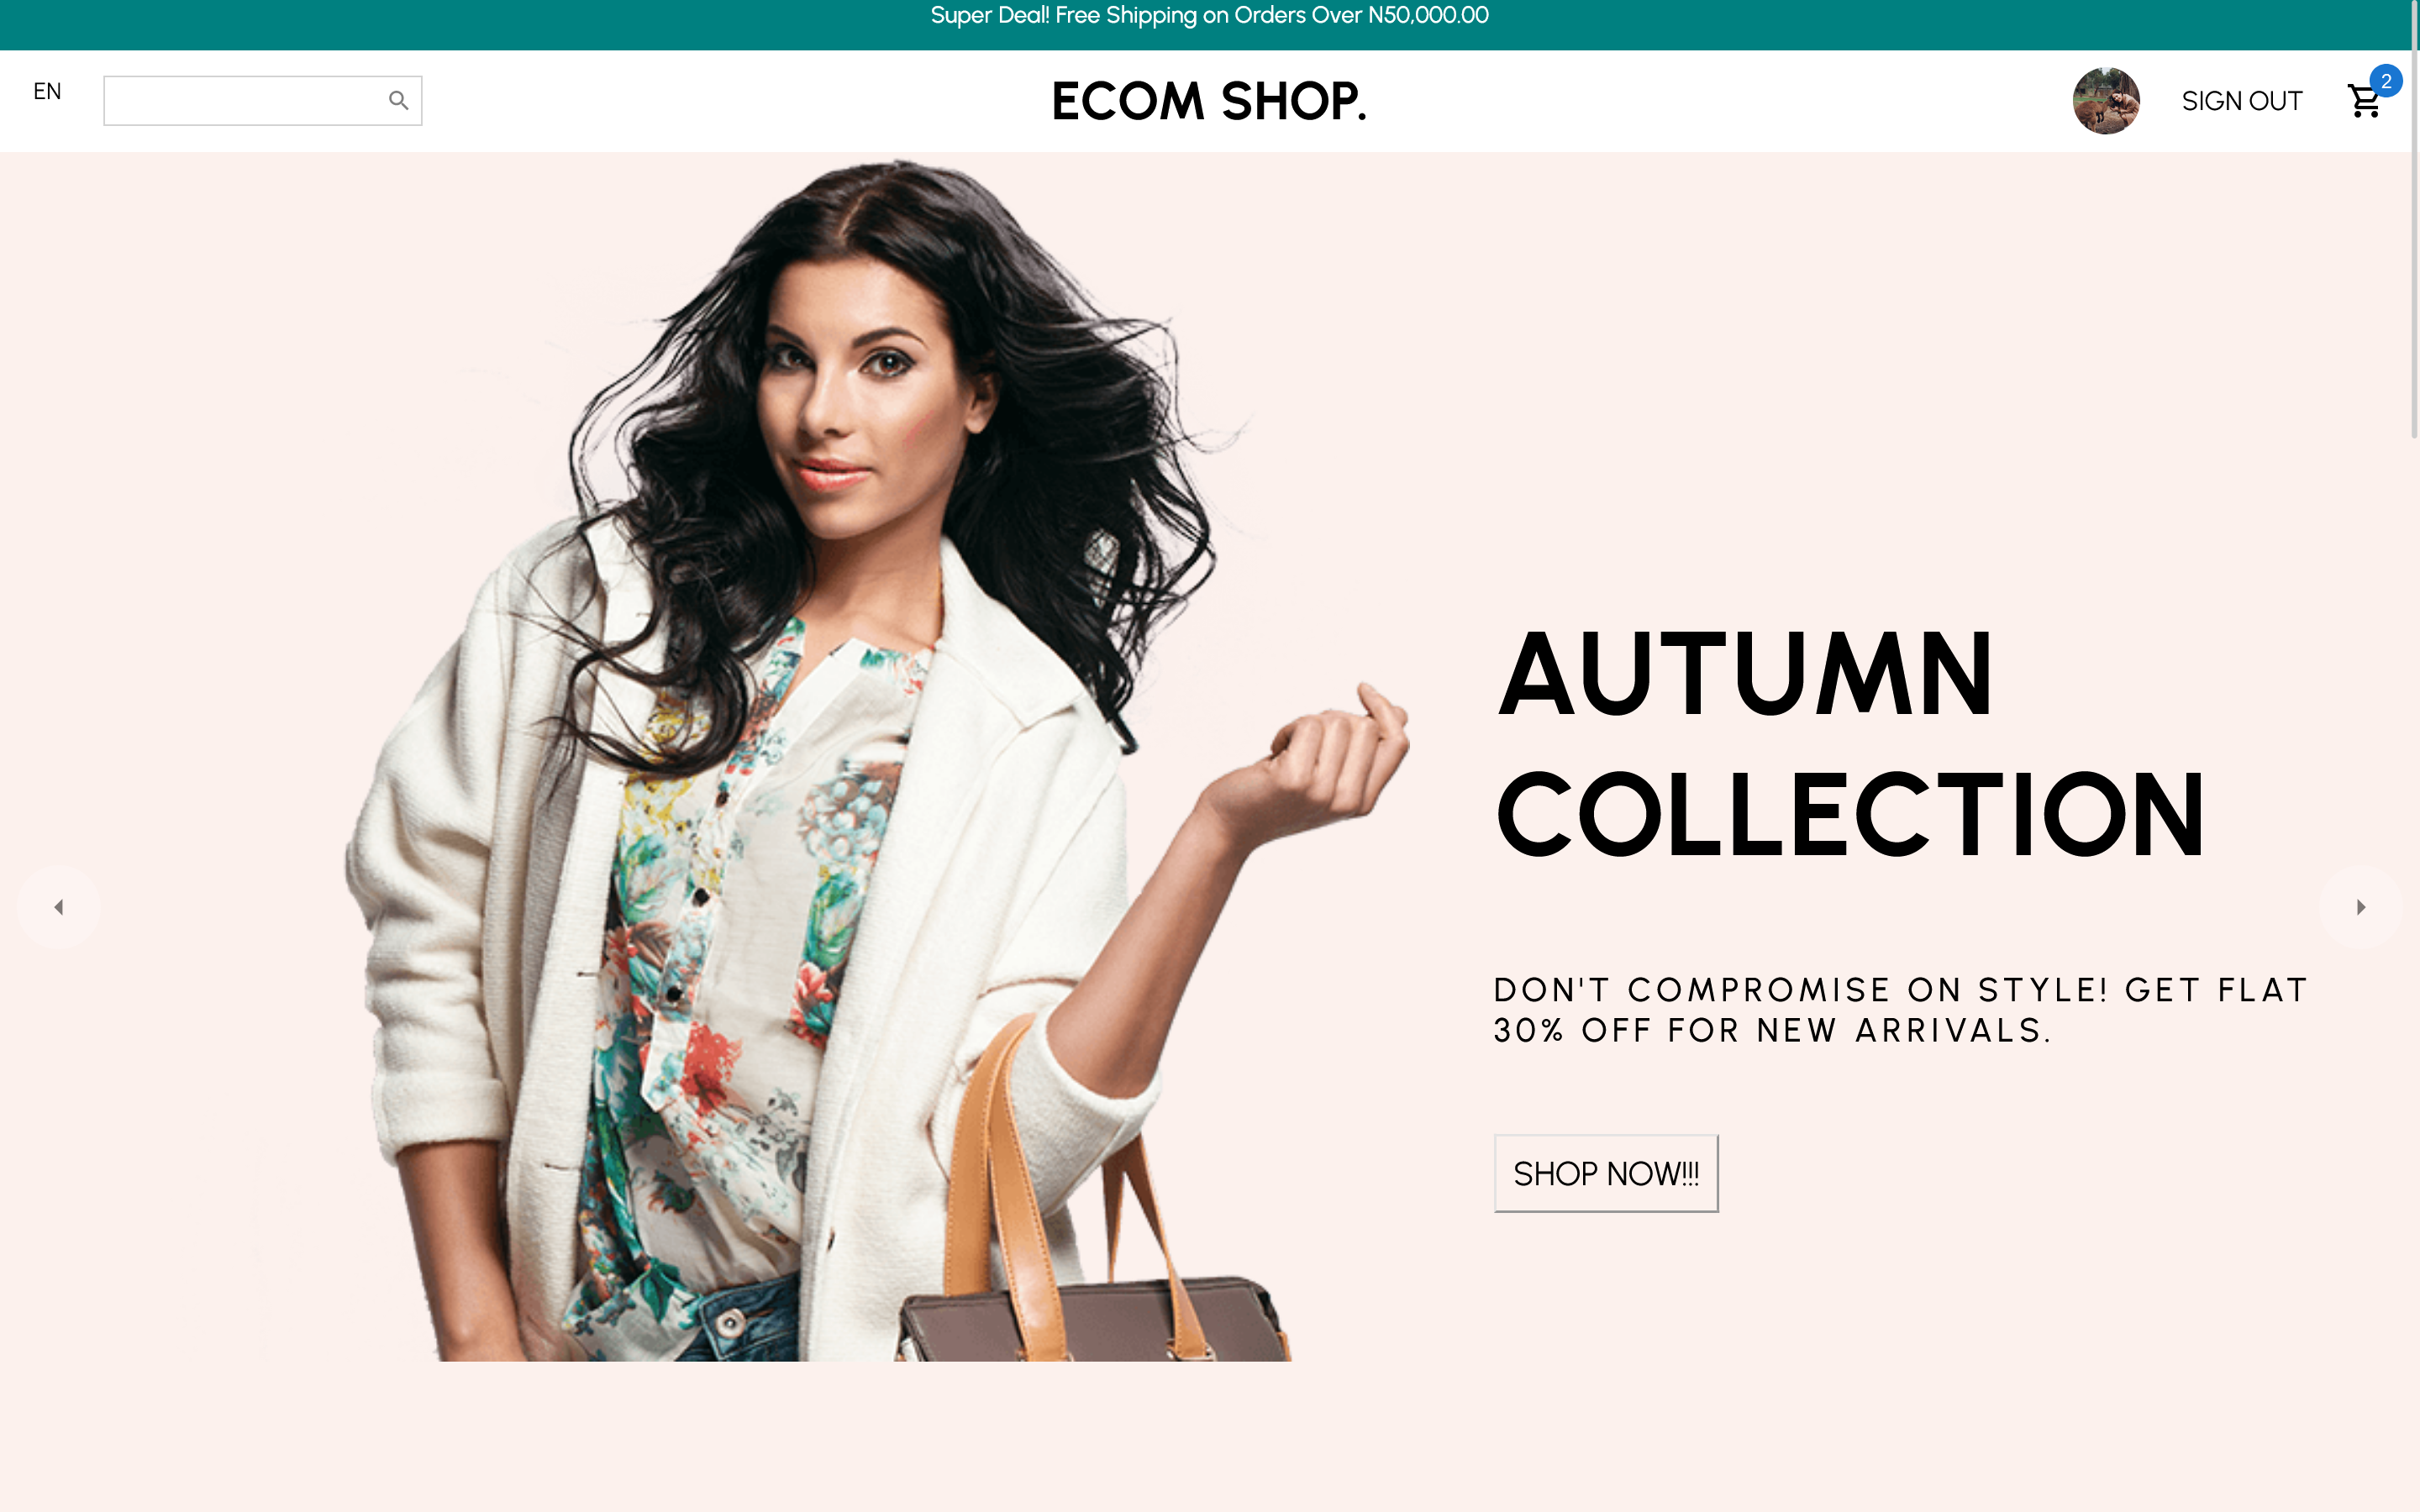 Super Deal! Free Shipping on Orders Over N50,000.00
EN
ECOM SHOP.
SIGN OUT
2
AUTUMN
COLLECTION
DON'T COMPROMISE ON STYLE! GET FLAT
30% OFF FOR NEW ARRIVALS.
SHOP NOW!!!